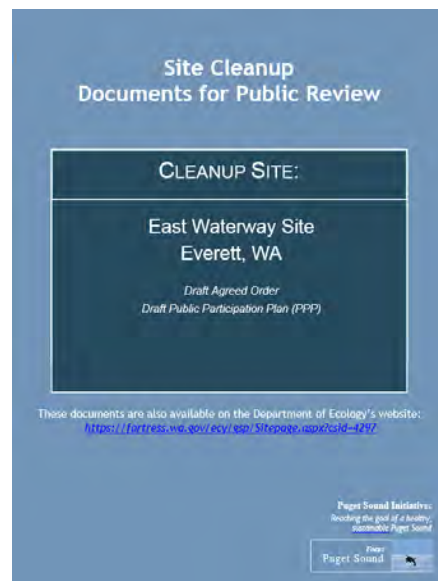 Site Cleanup
Documents for Public Review
CLEANUP SITE:
East Waterway Site
Everett, WA
Draft Agreed Order
Draft Public Participation Plan (PPP)
These documents are also available on the Department of Ecology's website:
https://fortress.wa.gov/ecy/gsp/Sitepage.aspx?csid=4297
Puget Sound Initiative:
Reaching the goal of a healthy,
sustainable Puget Sound
Focus:
Puget Sound